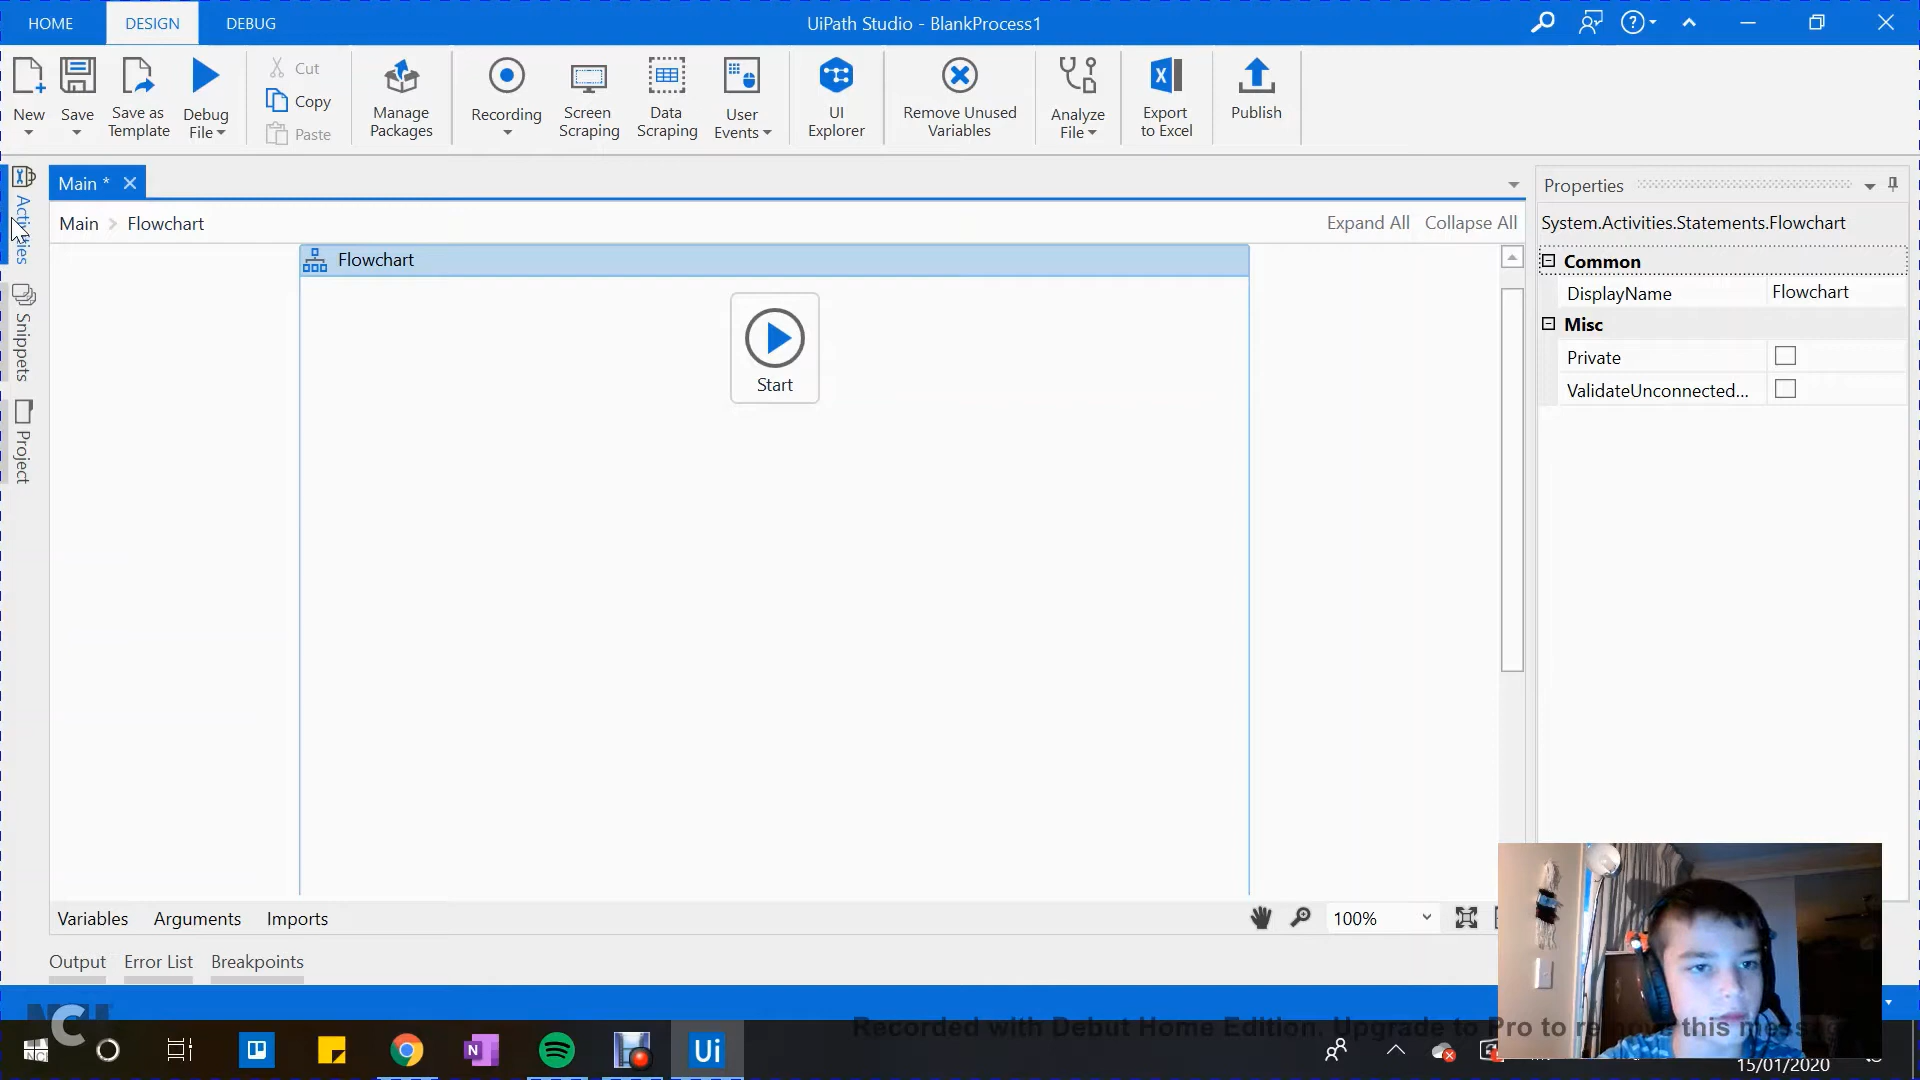 HOME
DESIGN
DEBUG
UiPath Studio - BlankProcess1
New
Save
Save as
Template
Debug
File
Cut
Copy
Paste
Manage
Packages
Recording
Screen
Scraping
Data
Scraping
User
Events
UI
Explorer
Remove Unused
Variables
Analyze
File
Export
to Excel
Publish
Activities
Snippets
Project
Main *
Main > Flowchart
Expand All
Collapse All
Flowchart
Start
Properties
System.Activities.Statements.Flowchart
Common
DisplayName
Flowchart
Misc
Private
ValidateUnconnected...
Variables
Arguments
Imports
100%
Output
Error List
Breakpoints
Recorded with Debut Home Edition. Upgrade to Pro to this
15/01/2020